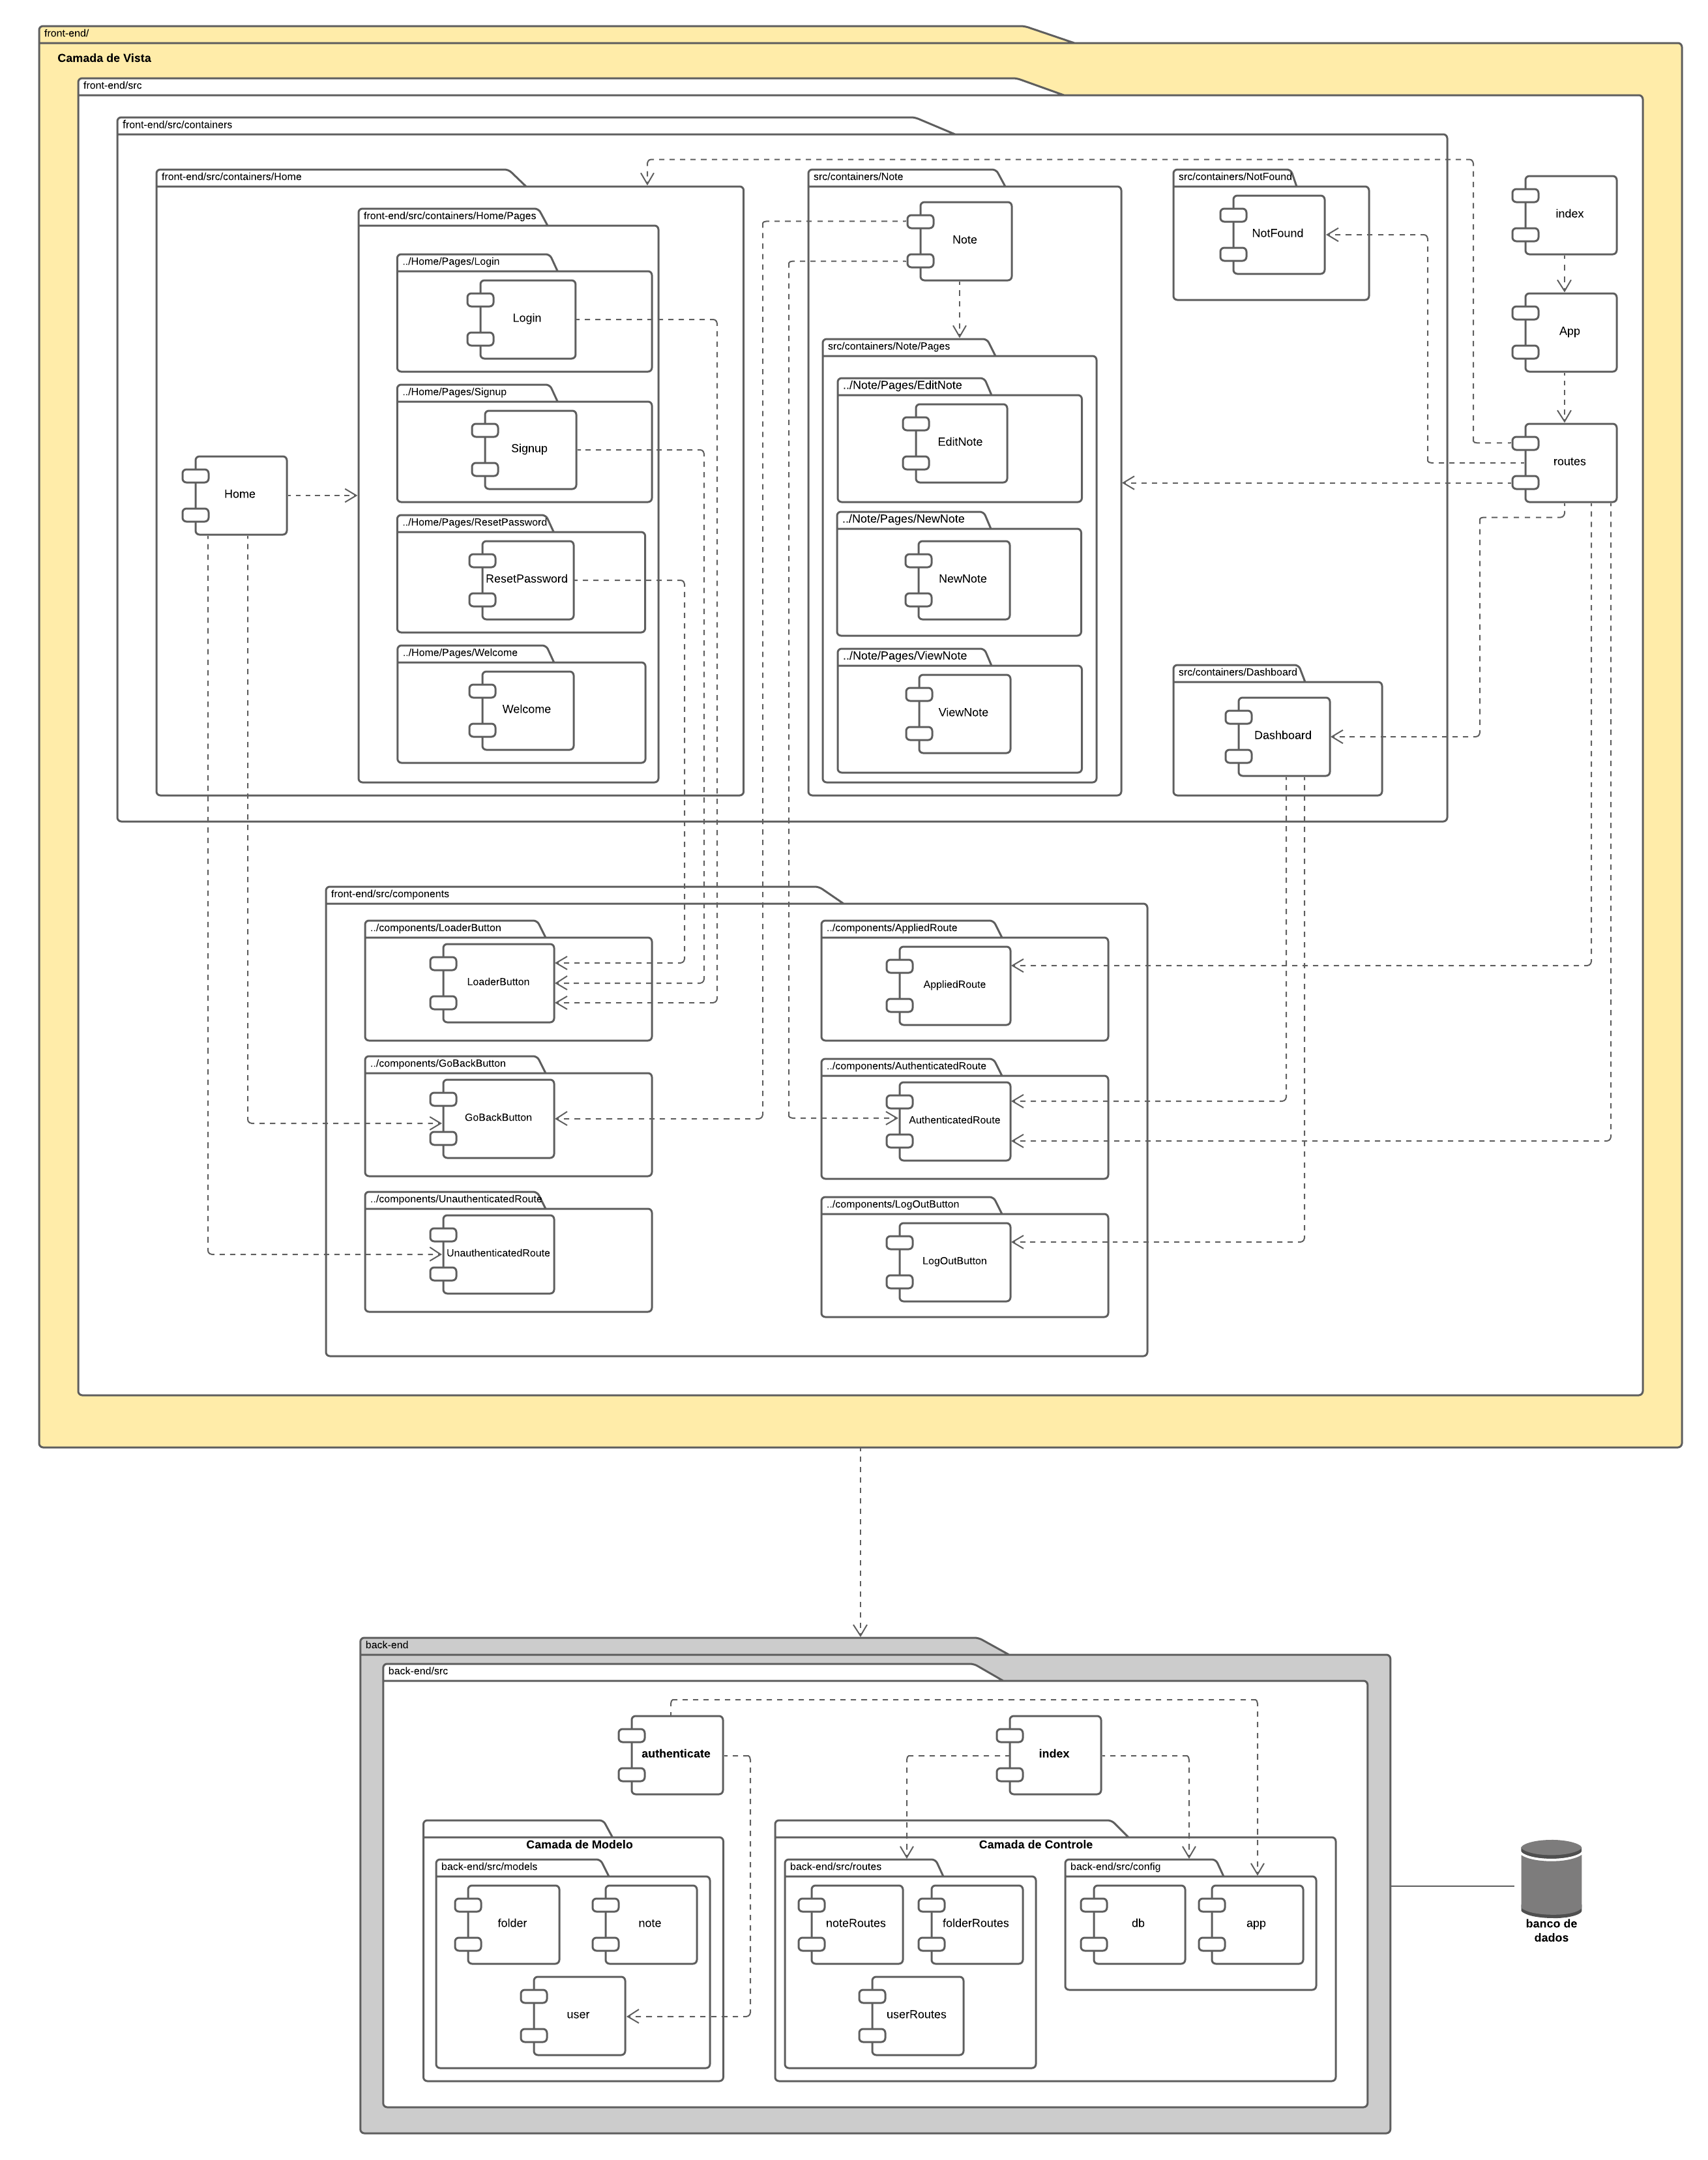 front-end/
Camada de Vista
front-end/src
front-end/src/containers
front-end/src/containers/Home
front-end/src/containers/Home/Pages
../Home/Pages/Login
Login
../Home/Pages/Signup
Signup
Home
../Home/Pages/ResetPassword
ResetPassword
../Home/Pages/Welcome
Welcome
src/containers/Note
Note
src/containers/Note/Pages
../Note/Pages/EditNote
EditNote
../Note/Pages/NewNote
NewNote
../Note/Pages/ViewNote
ViewNote
src/containers/NotFound
NotFound
src/containers/Dashboard
Dashboard
index
App
routes
front-end/src/components
../components/LoaderButton
LoaderButton
../components/AppliedRoute
AppliedRoute
../components/GoBackButton
GoBackButton
../components/AuthenticatedRoute
AuthenticatedRoute
../components/UnauthenticatedRoute
UnauthenticatedRoute
../components/LogOutButton
LogOutButton
back-end
back-end/src
authenticate
index
Camada de Modelo
back-end/src/models
folder
note
user
Camada de Controle
back-end/src/routes
noteRoutes
folderRoutes
userRoutes
back-end/src/config
db
app
banco de
dados